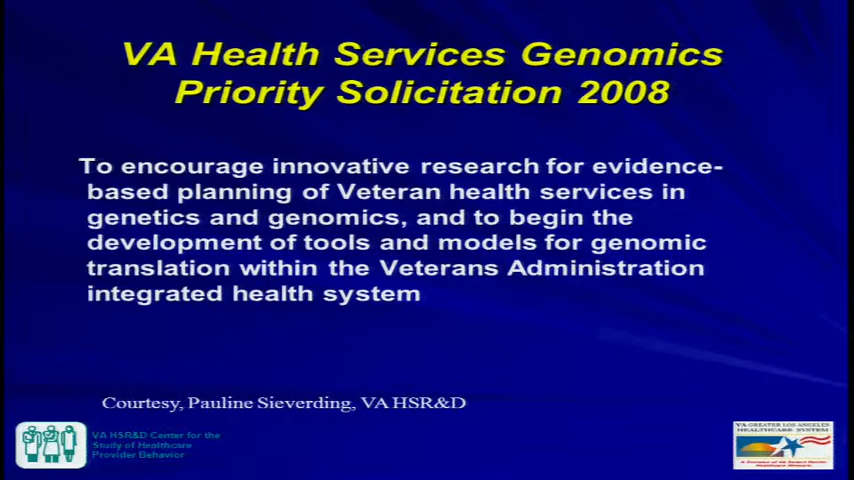 VA Health Services Genomics
Priority Solicitation 2008
To encourage innovative research for evidence-
based planning of Veteran health services in
genetics and genomics, and to begin the
development of tools and models for genomic
translation within the Veterans Administration
integrated health system
Courtesy, Pauline Sieverding, VA HSR&D
VA HSR&D Center for the
Study of Healthcare
Provider Behavior
VA GREATER LOS ANGELES
HEALTHCARE SYSTEM